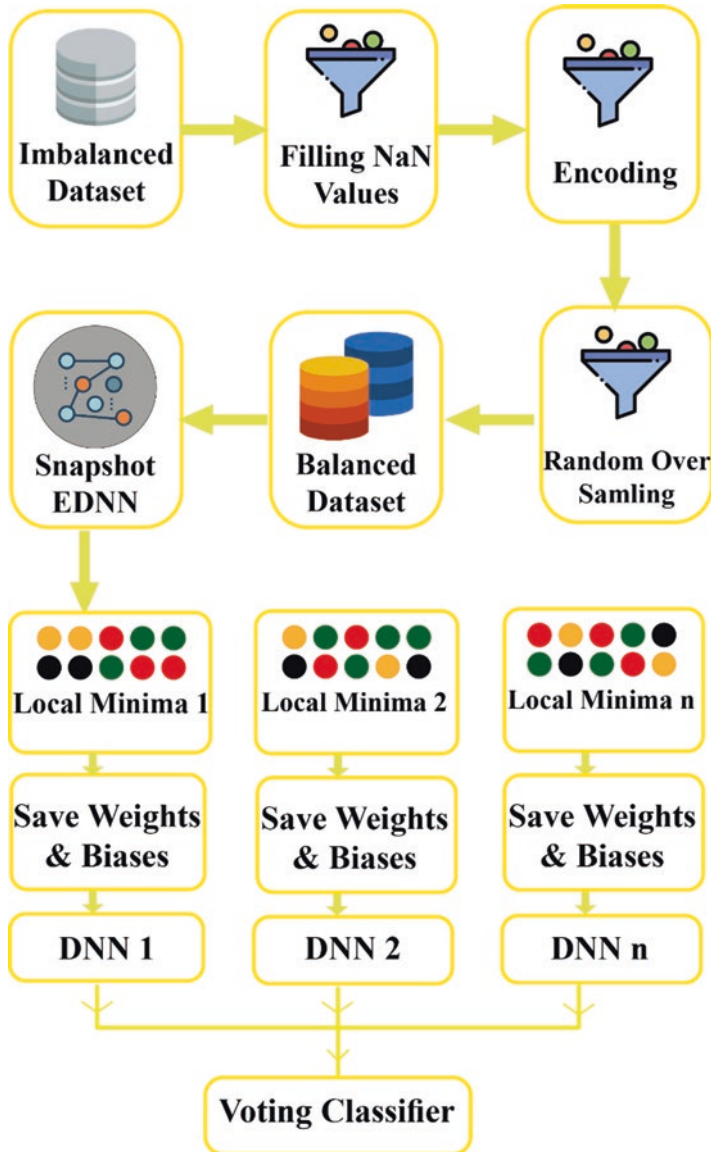 Imbalanced
Dataset
Filling NaN
Values
Encoding
Snapshot
EDNN
Balanced
Dataset
Random Over
Samling
Local Minima 1
Local Minima 2
Local Minima n
Save Weights
& Biases
Save Weights
& Biases
Save Weights
& Biases
DNN 1
DNN 2
DNN n
Voting Classifier